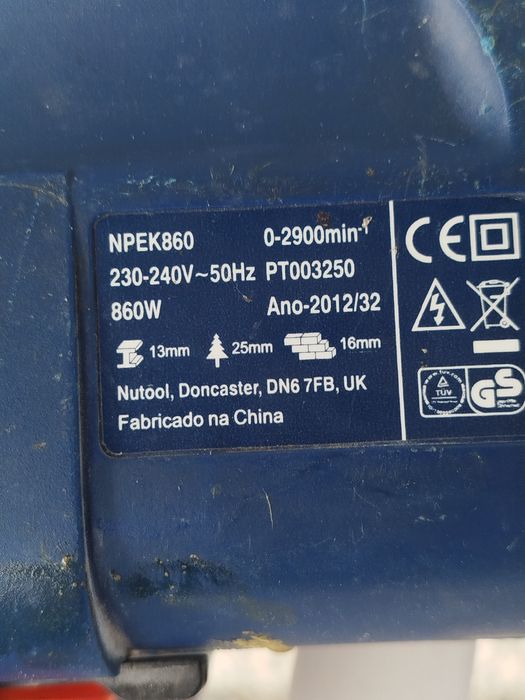 NPEK860 0-2900min-¹
230-240V~50Hz PT003250
860W Ano-2012/32
13mm 25mm 16mm
Nutool, Doncaster, DN6 7FB, UK
Fabricado na China
CE
TÜV GS